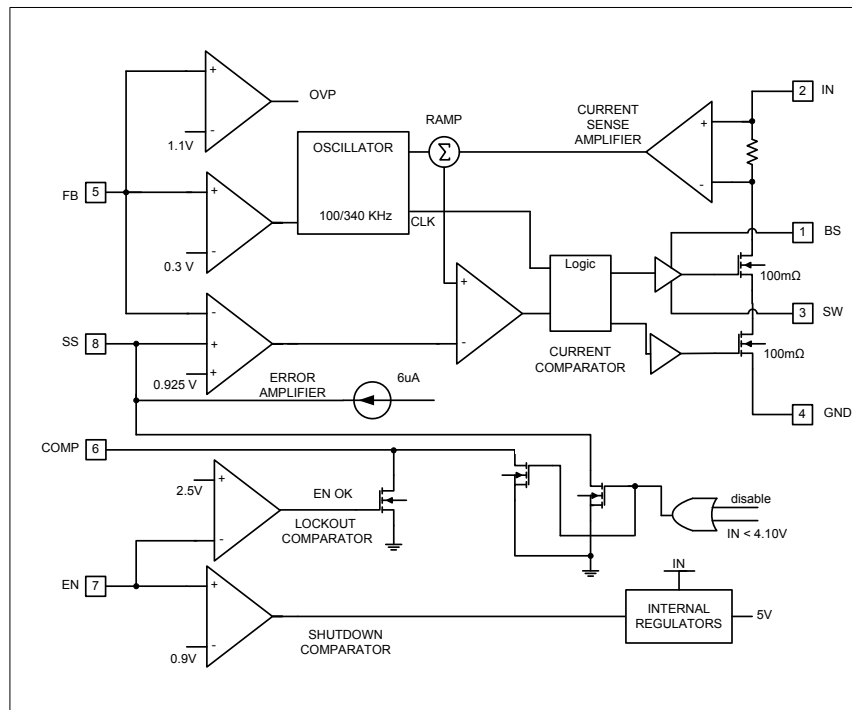 +
OVP
-
1.1V
2
IN
RAMP
CURRENT
SENSE
AMPLIFIER
+
-
OSCILLATOR
100/340 KHz
Σ
CLK
FB
5
+
-
0.3 V
1
BS
Logic
100mΩ
+
-
3
SW
-
+
+
SS
8
0.925 V
ERROR
AMPLIFIER
6uA
CURRENT
COMPARATOR
100mΩ
4
GND
COMP
6
+
2.5V
-
EN OK
LOCKOUT
COMPARATOR
disable
IN < 4.10V
EN
7
+
-
0.9V
SHUTDOWN
COMPARATOR
IN
INTERNAL
REGULATORS
5V